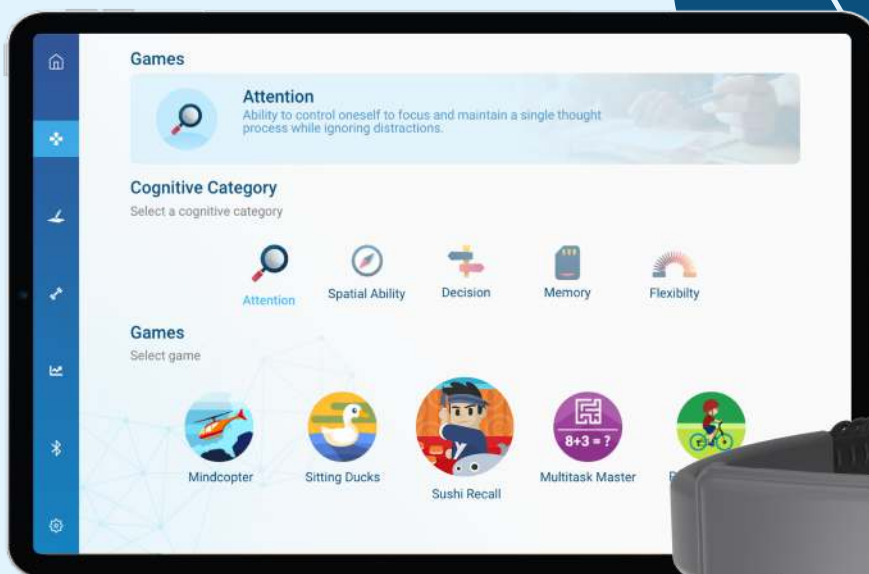 Games
Attention
Ability to control oneself to focus and maintain a single thought
process while ignoring distractions.
Cognitive Category
Select a cognitive category
Attention
Spatial Ability
Decision
Memory
Flexibilty
Games
Select game
8+3 = ?
Mindcopter
Sitting Ducks
Sushi Recall
Multitask Master